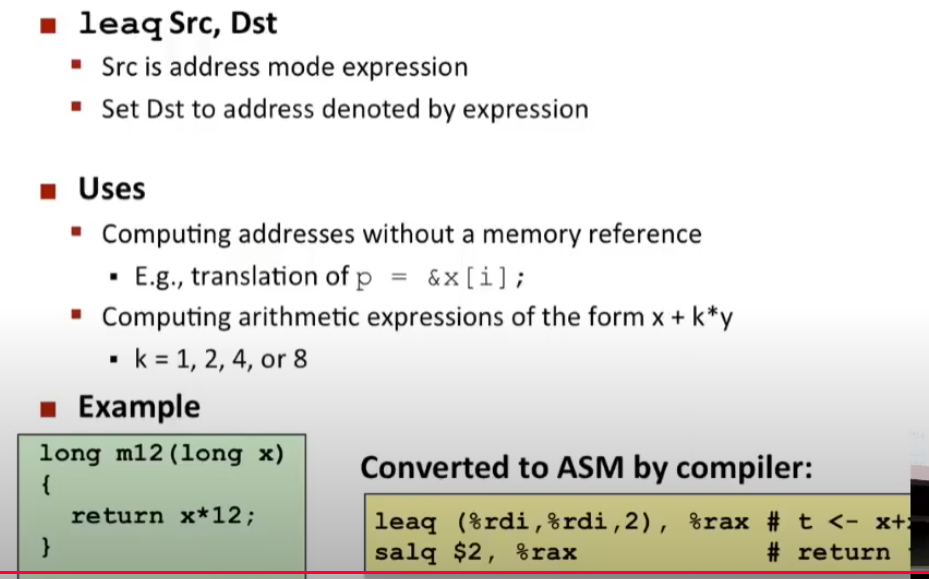 leaq Src, Dst
Src is address mode expression
Set Dst to address denoted by expression
Uses
Computing addresses without a memory reference
E.g., translation of p = &x[i];
Computing arithmetic expressions of the form x + k*y
k = 1, 2, 4, or 8
Example
long m12(long x)
{
return x*12;
}
Converted to ASM by compiler:
leaq (%rdi,%rdi,2), %rax # t <- x+
salq $2, %rax # return